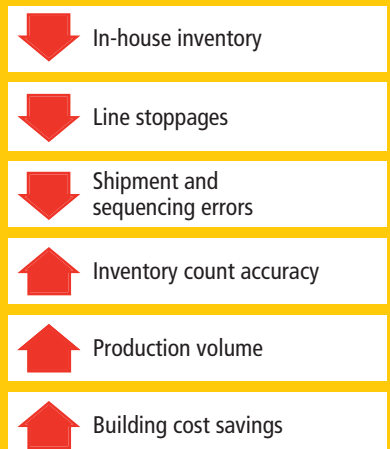 In-house inventory
Line stoppages
Shipment and
sequencing errors
Inventory count accuracy
Production volume
Building cost savings